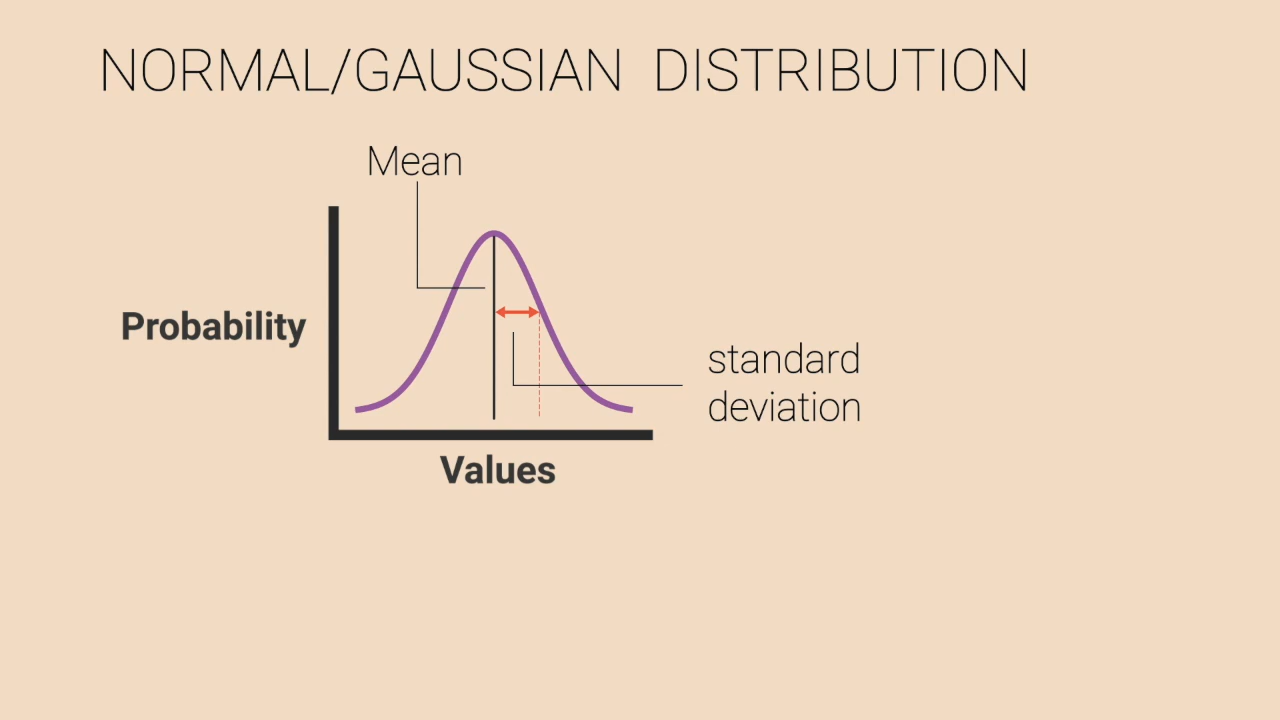 NORMAL/GAUSSIAN DISTRIBUTION
Mean
Probability
standard
deviation
Values